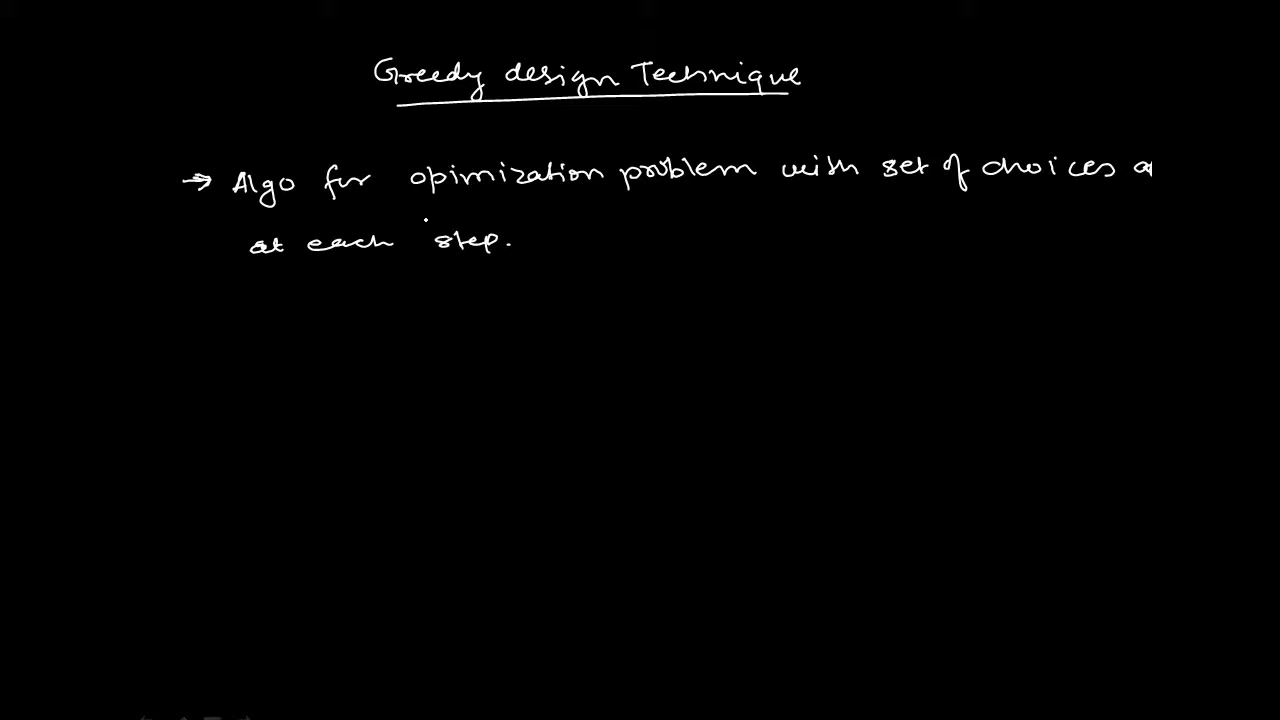 Greedy design Technique
→ Algo for opimization problem with set of choices a
at each step.